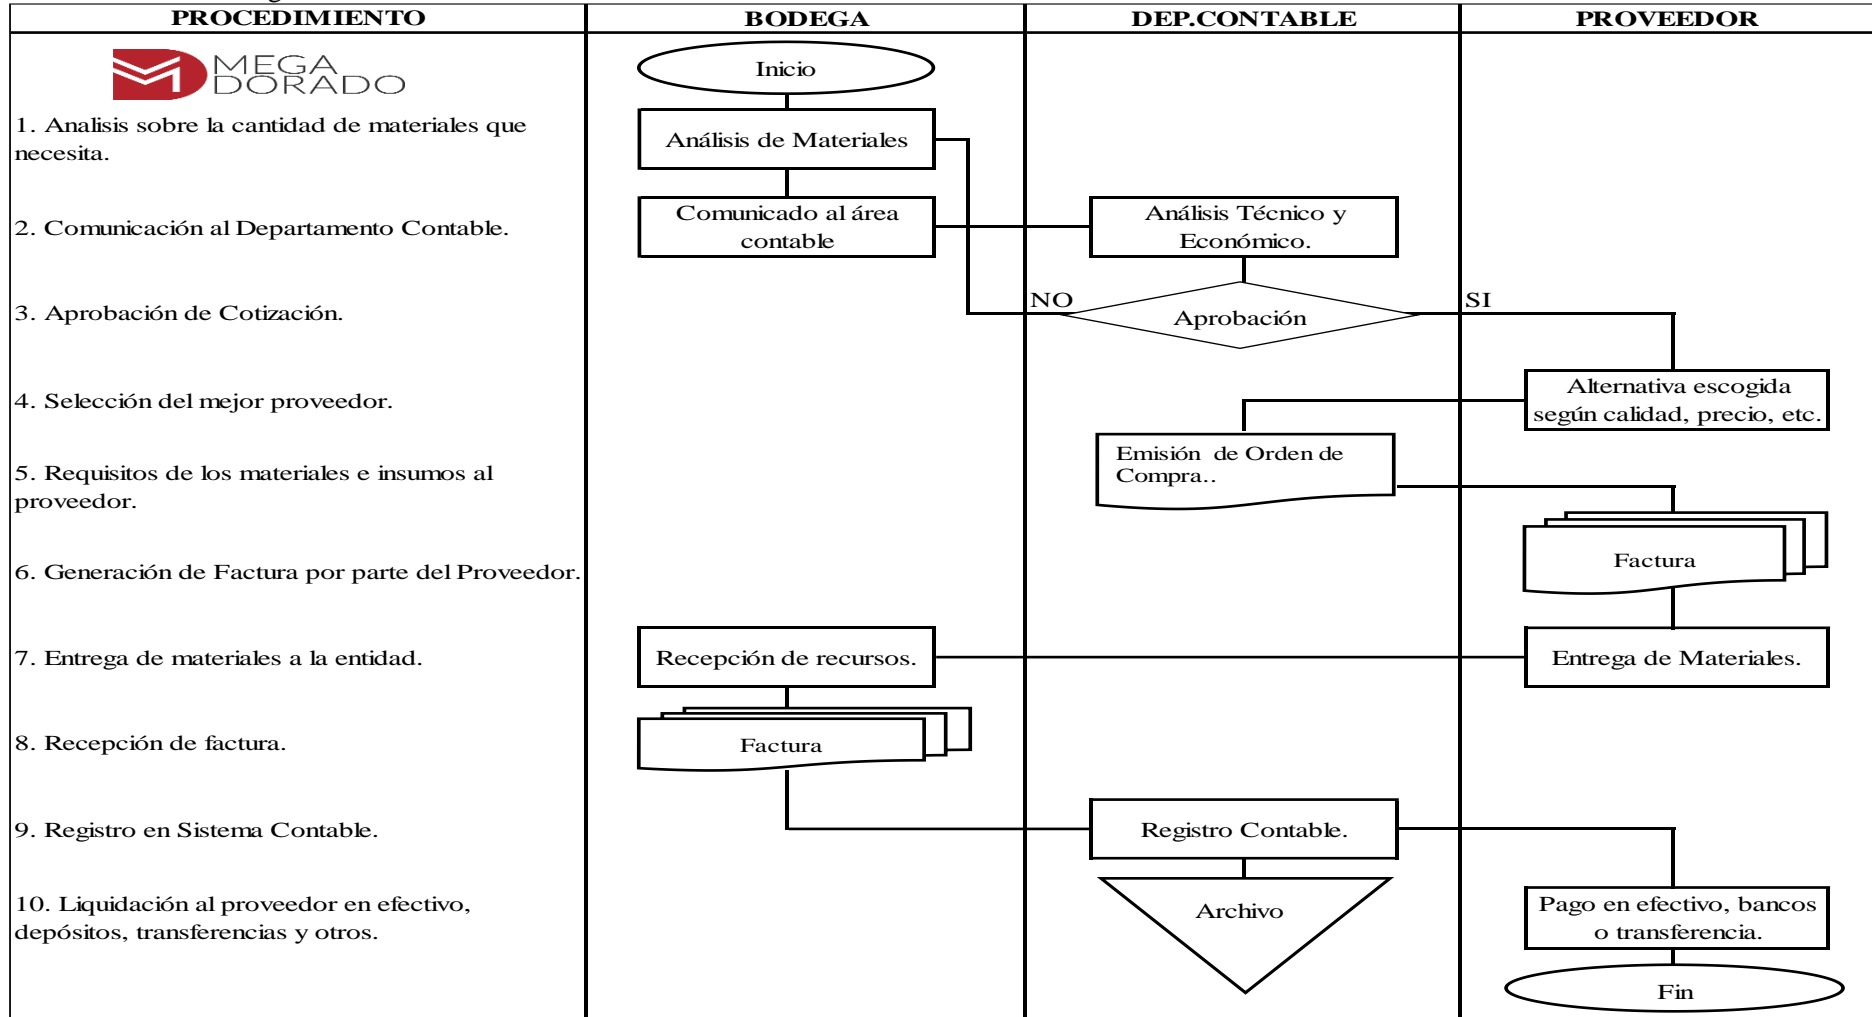 PROCEDIMIENTO
BODEGA
DEP.CONTABLE
PROVEEDOR
MEGA
DORADO
Inicio
1. Analisis sobre la cantidad de materiales que
necesita.
Análisis de Materiales
2. Comunicación al Departamento Contable.
Comunicado al área
contable
Análisis Técnico y
Económico.
3. Aprobación de Cotización.
NO
Aprobación
SI
4. Selección del mejor proveedor.
Alternativa escogida
según calidad, precio, etc.
5. Requisitos de los materiales e insumos al
proveedor.
Emisión de Orden de
Compra..
6. Generación de Factura por parte del Proveedor.
Factura
7. Entrega de materiales a la entidad.
Recepción de recursos.
Entrega de Materiales.
8. Recepción de factura.
Factura
9. Registro en Sistema Contable.
Registro Contable.
10. Liquidación al proveedor en efectivo,
depósitos, transferencias y otros.
Archivo
Pago en efectivo, bancos
o transferencia.
Fin